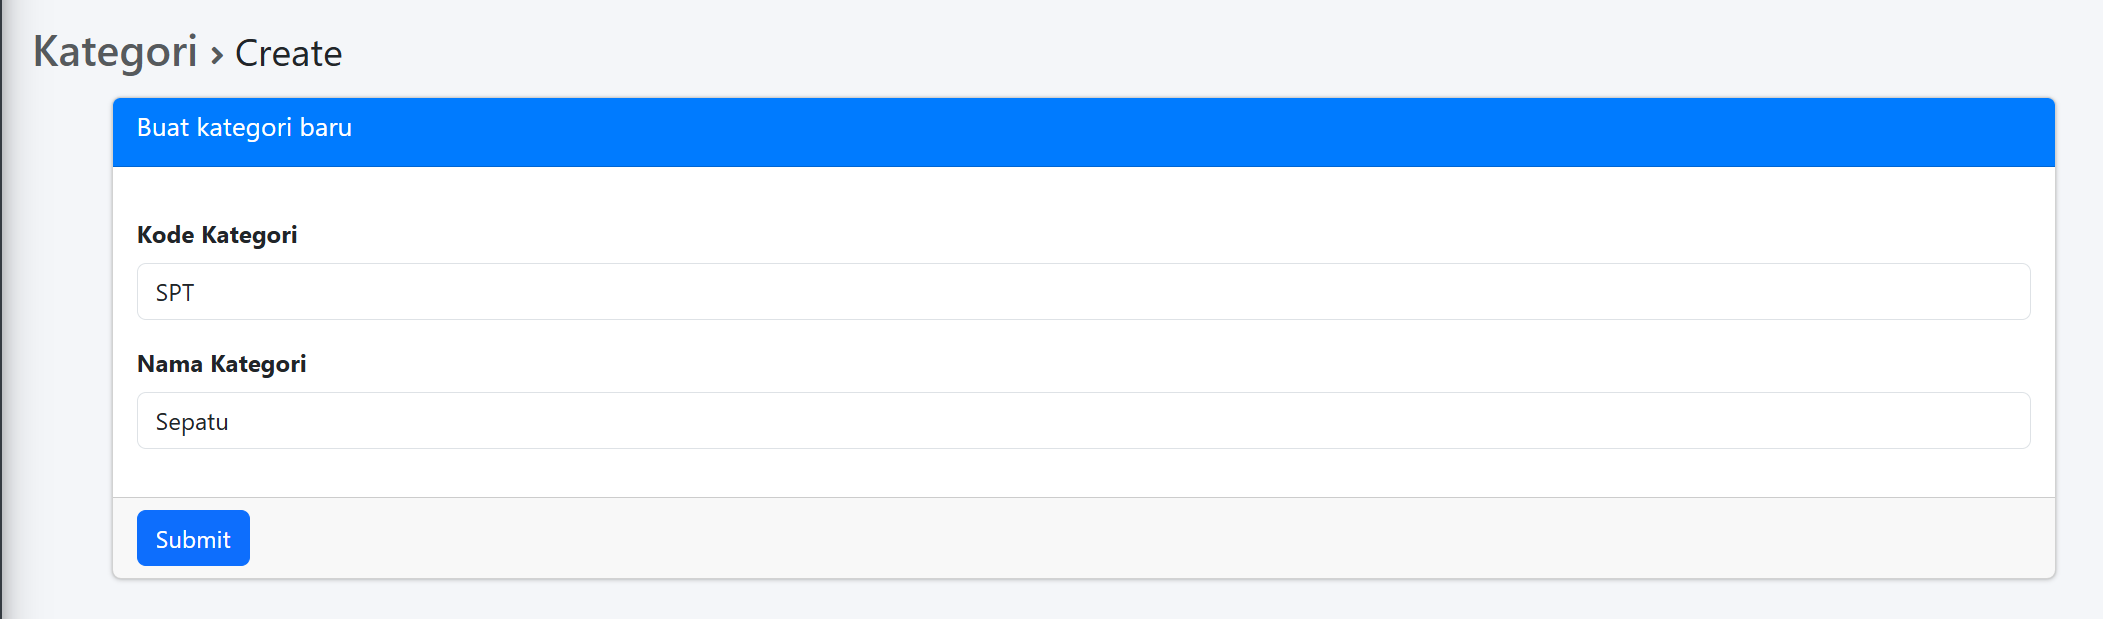 Kategori › Create
Buat kategori baru
Kode Kategori
SPT
Nama Kategori
Sepatu
Submit